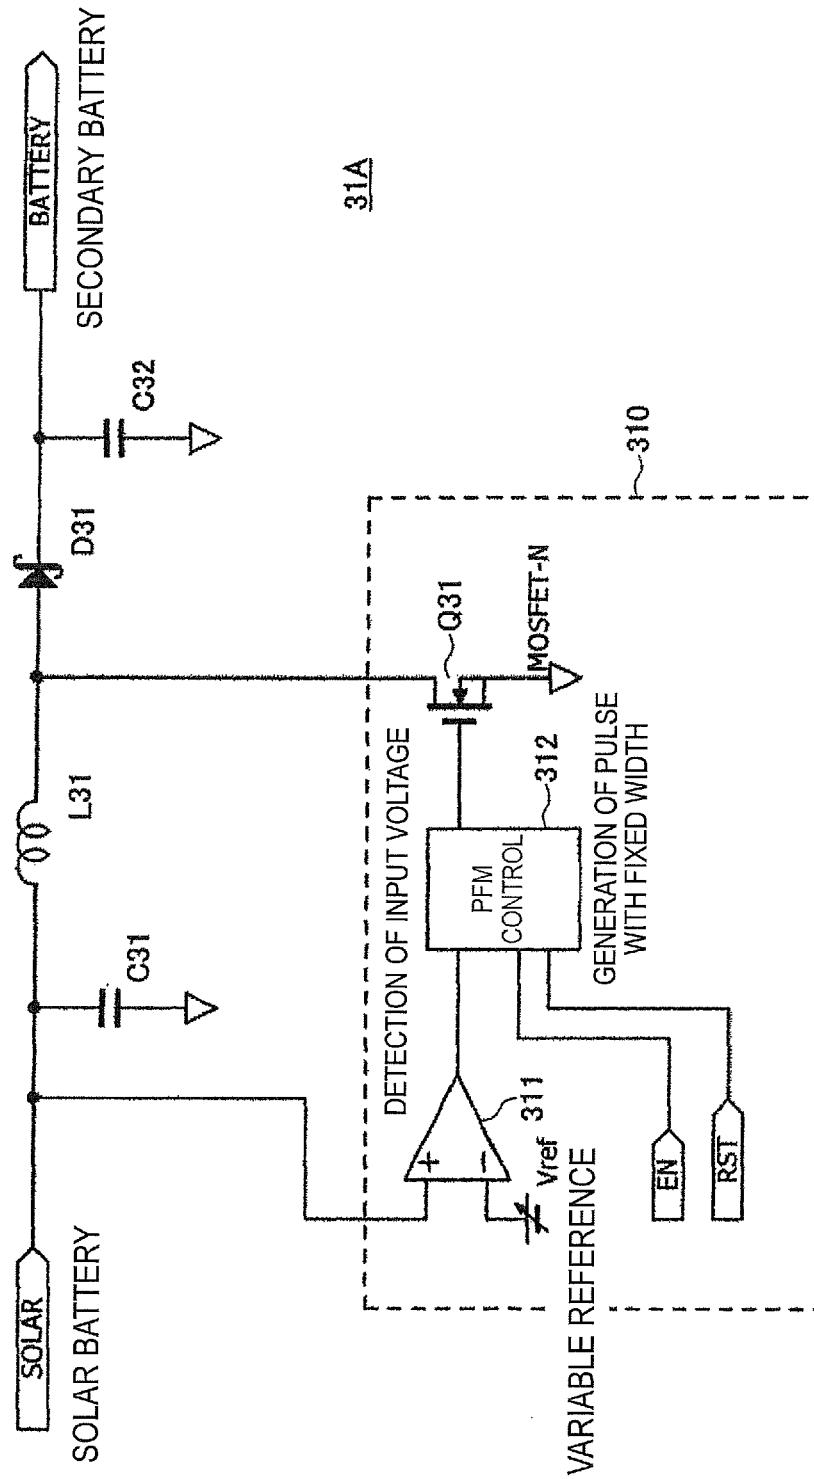 SOLAR
SOLAR BATTERY
C31
L31
D31
C32
BATTERY
SECONDARY BATTERY
31A
310
DETECTION OF INPUT VOLTAGE
Q31
MOSFET-N
+
−
311
Vref
VARIABLE REFERENCE
PFM
CONTROL
312
GENERATION OF PULSE
WITH FIXED WIDTH
EN
RST